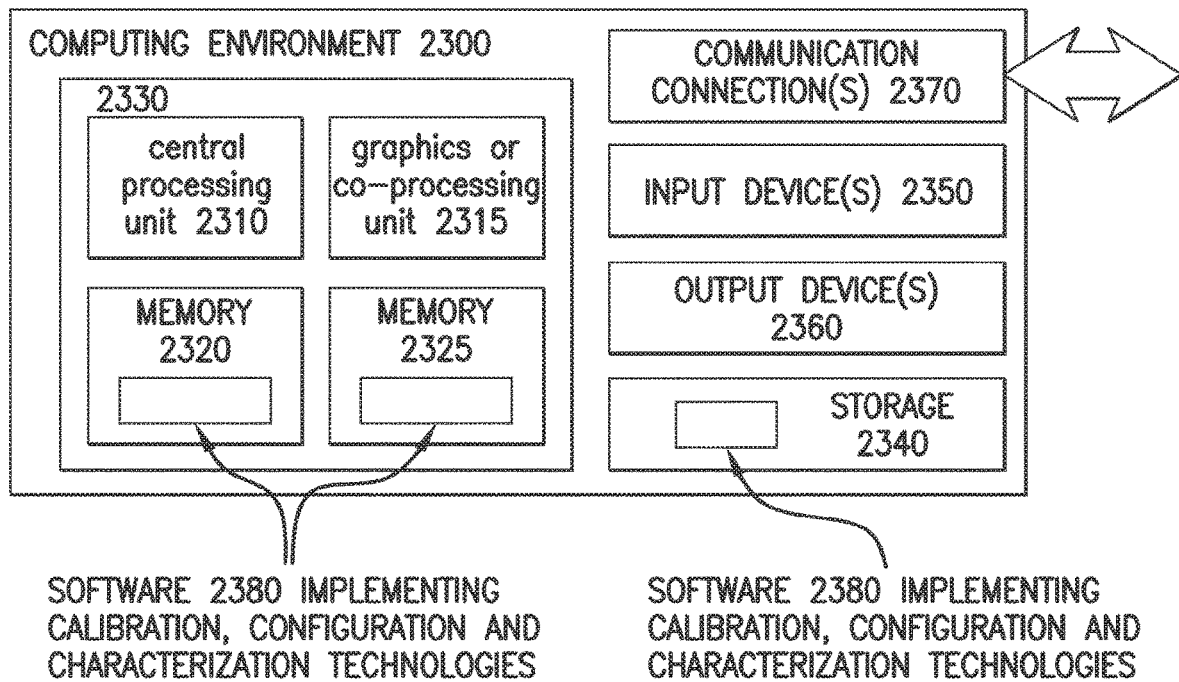 COMPUTING ENVIRONMENT 2300
2330
central
processing
unit 2310
graphics or
co-processing
unit 2315
MEMORY
2320
MEMORY
2325
COMMUNICATION
CONNECTION(S) 2370
INPUT DEVICE(S) 2350
OUTPUT DEVICE(S)
2360
STORAGE
2340
SOFTWARE 2380 IMPLEMENTING
CALIBRATION, CONFIGURATION AND
CHARACTERIZATION TECHNOLOGIES
SOFTWARE 2380 IMPLEMENTING
CALIBRATION, CONFIGURATION AND
CHARACTERIZATION TECHNOLOGIES